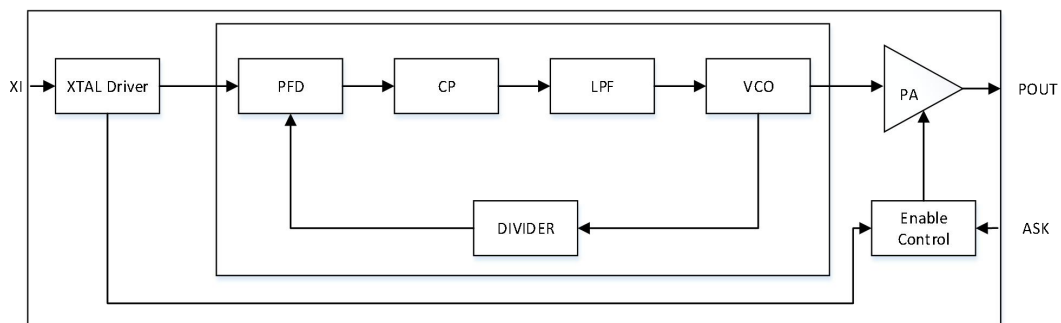 XI
XTAL Driver
PFD
CP
LPF
VCO
PA
POUT
DIVIDER
Enable
Control
ASK